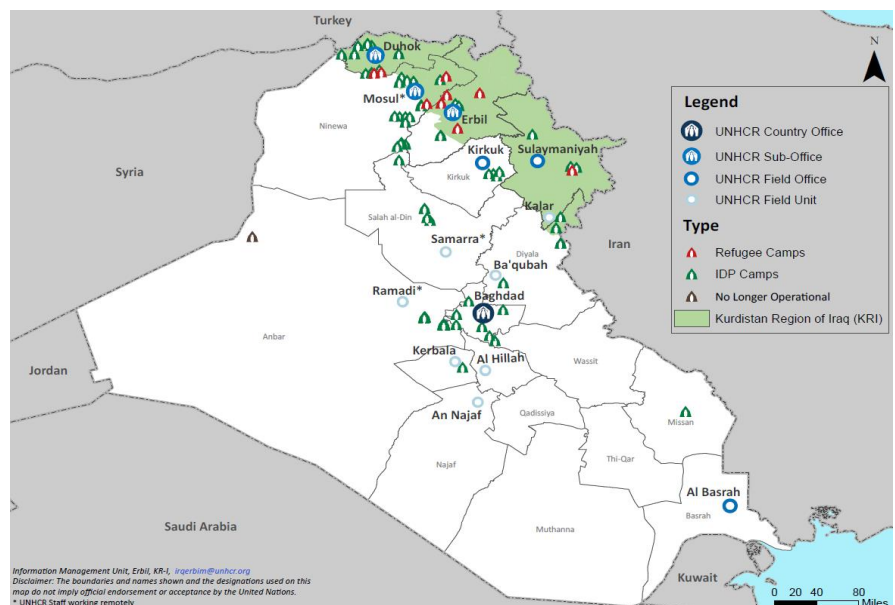 Turkey
N
Duhok
Mosul*
Erbil
Ninewa
Syria
Kirkuk
Sulaymaniyah
Kirkuk
Kalar
Salah al-Din
Iran
Samarra*
Diyala
Ba'qubah
Ramadi*
Baghdad
Anbar
Jordan
Kerbala
Al Hillah
Wassit
An Najaf
Qadissiya
Missan
Najaf
Thi-Qar
Al Basrah
Basrah
Saudi Arabia
Muthanna
Kuwait
Legend
UNHCR Country Office
UNHCR Sub-Office
UNHCR Field Office
UNHCR Field Unit
Type
Refugee Camps
IDP Camps
No Longer Operational
Kurdistan Region of Iraq (KRI)
Information Management Unit, Erbil, KR-I, irqerbim@unhcr.org
Disclaimer: The boundaries and names shown and the designations used on this
map do not imply official endorsement or acceptance by the United Nations.
* UNHCR Staff working remotely
0 20 40 80
Miles